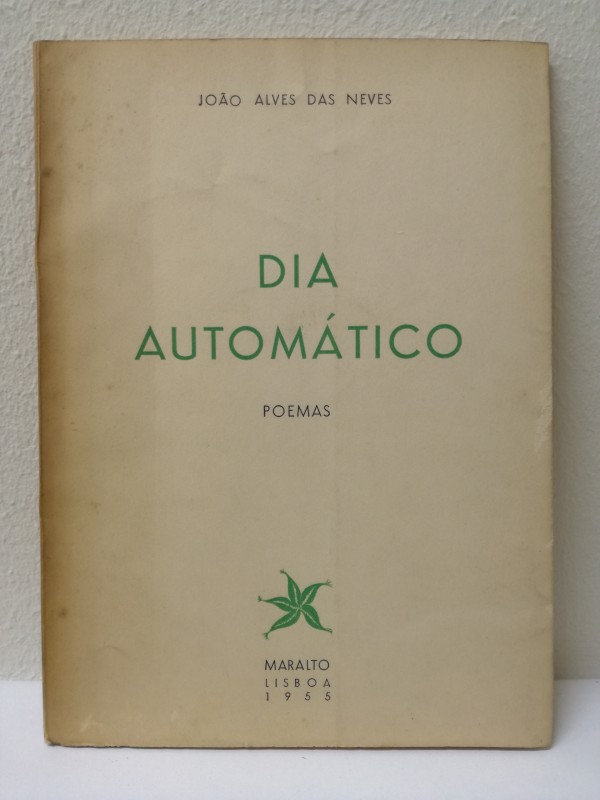 JOÃO ALVES DAS NEVES
DIA
AUTOMÁTICO
POEMAS
MARALTO
LISBOA
1955